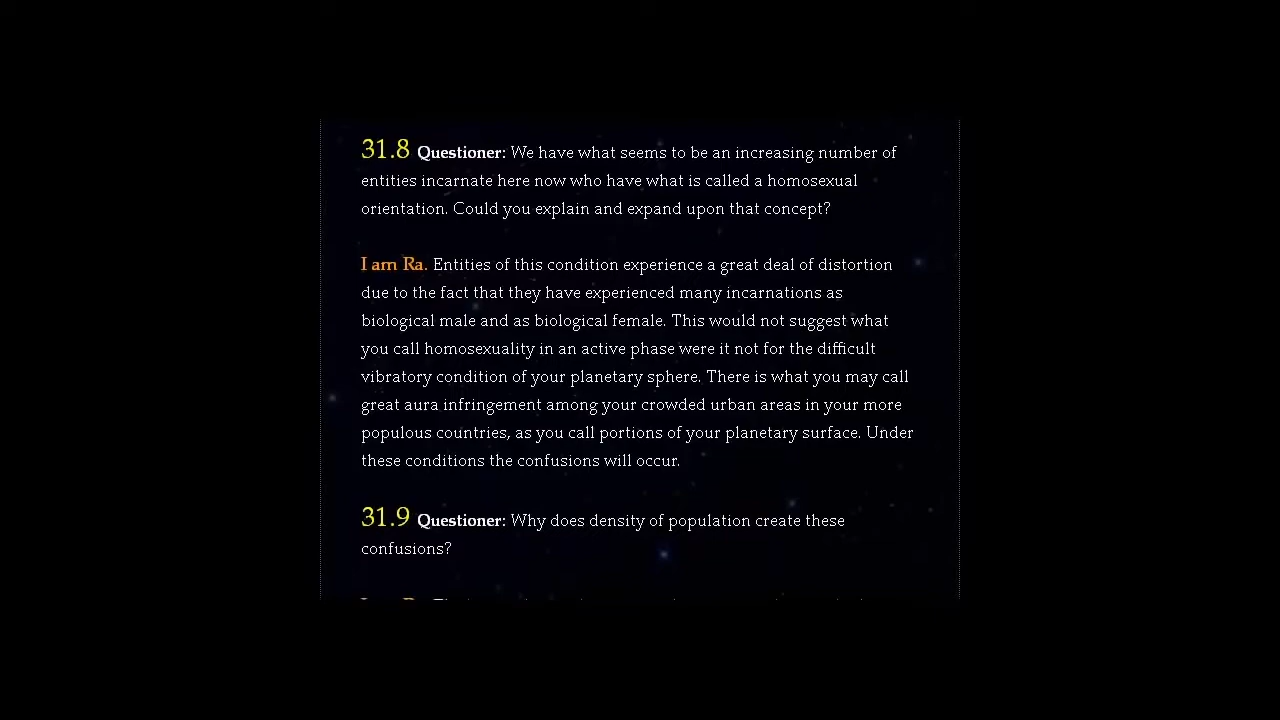 31.8 Questioner: We have what seems to be an increasing number of
entities incarnate here now who have what is called a homosexual
orientation. Could you explain and expand upon that concept?
I am Ra. Entities of this condition experience a great deal of distortion
due to the fact that they have experienced many incarnations as
biological male and as biological female. This would not suggest what
you call homosexuality in an active phase were it not for the difficult
vibratory condition of your planetary sphere. There is what you may call
great aura infringement among your crowded urban areas in your more
populous countries, as you call portions of your planetary surface. Under
these conditions the confusions will occur.
31.9 Questioner: Why does density of population create these
confusions?